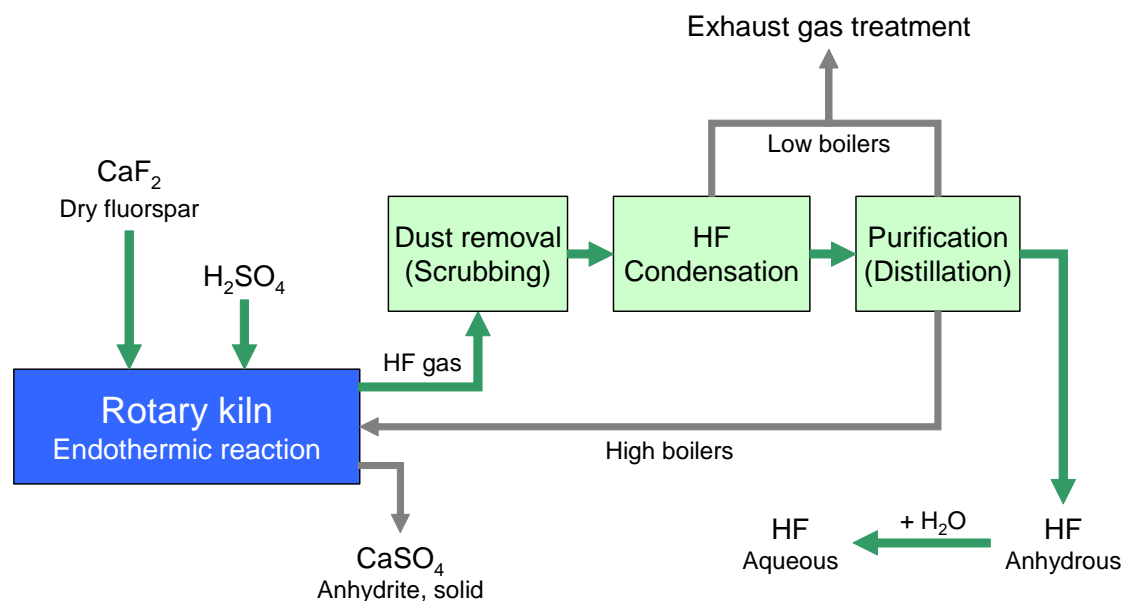 Exhaust gas treatment
Low boilers
CaF₂
Dry fluorspar
H₂SO₄
Dust removal
(Scrubbing)
HF
Condensation
Purification
(Distillation)
HF gas
Rotary kiln
Endothermic reaction
High boilers
CaSO₄
Anhydrite, solid
HF
Aqueous
+ H₂O
HF
Anhydrous